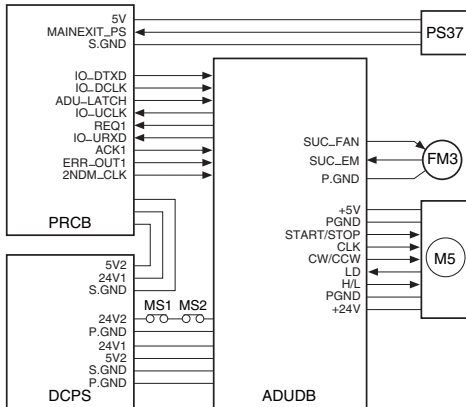 5V
MAINEXIT_PS
S.GND
PS37
IO_DTXD
IO_DCLK
ADU_LATCH
IO_UCLK
REQ1
IO_URXD
ACK1
ERR_OUT1
2NDM_CLK
PRCB
SUC_FAN
SUC_EM
P.GND
FM3
+5V
PGND
START/STOP
CLK
CW/CCW
LD
H/L
PGND
+24V
M5
5V2
24V1
S.GND
MS1 MS2
24V2
P.GND
24V1
5V2
S.GND
P.GND
DCPS
ADUDB